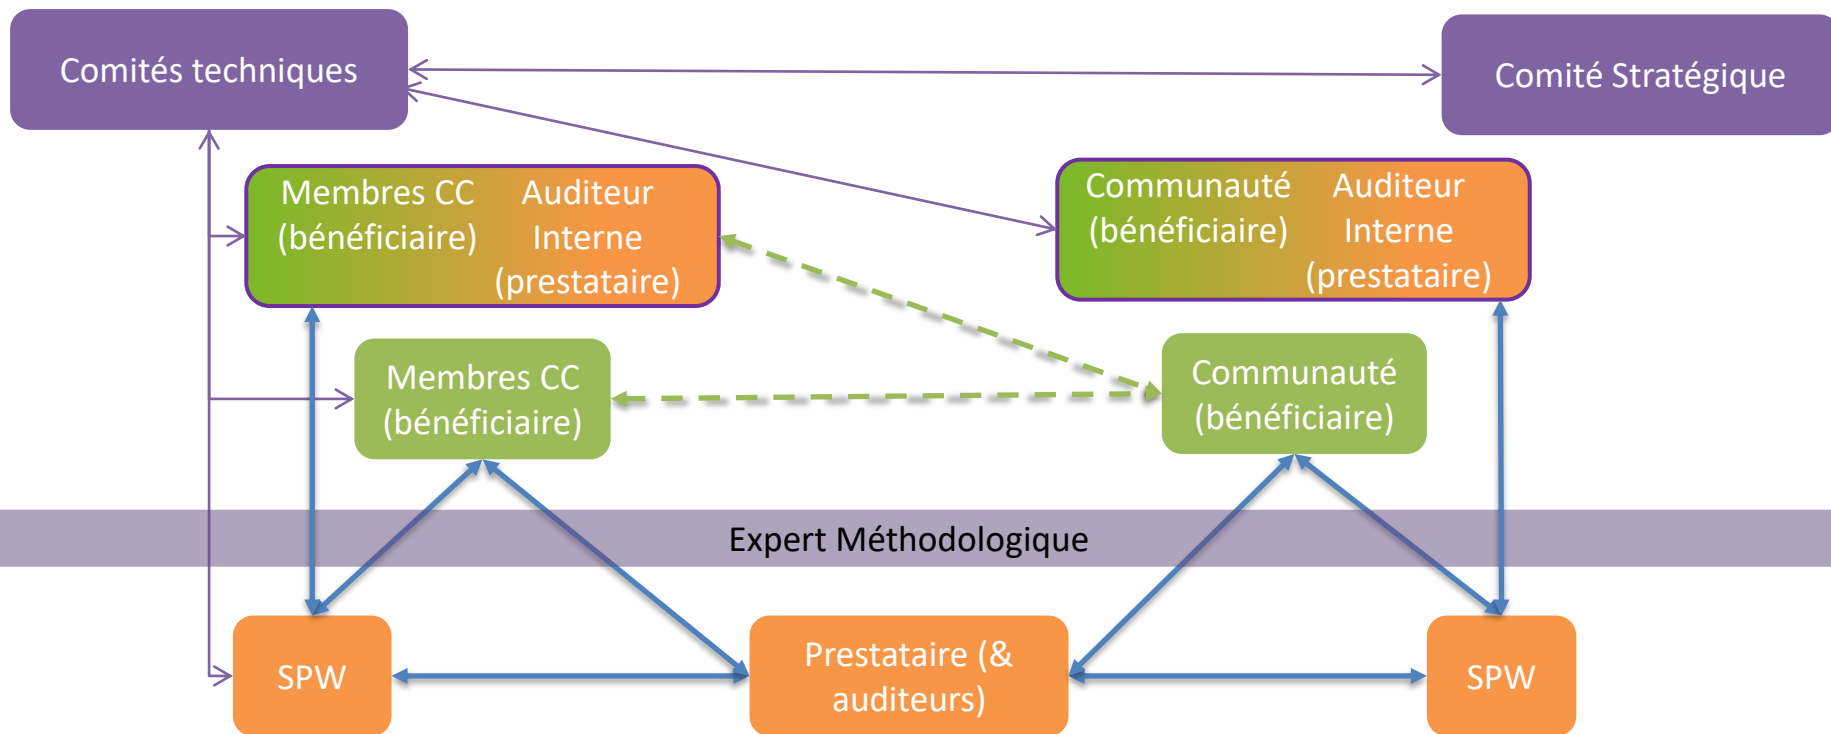 Comités techniques
Comité Stratégique
Membres CC
(bénéficiaire)
Auditeur
Interne
(prestataire)
Communauté
(bénéficiaire)
Auditeur
Interne
(prestataire)
Membres CC
(bénéficiaire)
Communauté
(bénéficiaire)
Expert Méthodologique
SPW
Prestataire (&
auditeurs)
SPW